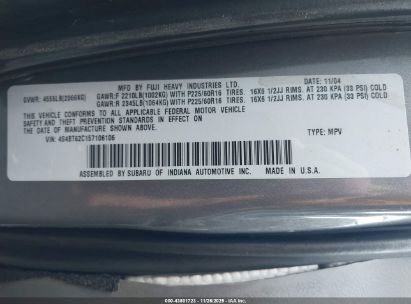 MFD BY FUJI HEAVY INDUSTRIES LTD. DATE: 11/04
GVWR: 4555LB(2066KG) GAWR:F 2210LB(1002KG) WITH P225/60R16 TIRES. 16X6 1/2JJ RIMS. AT 230 KPA (33 PSI) COLD
GAWR:R 2345LB(1064KG) WITH P225/60R16 TIRES. 16X6 1/2JJ RIMS. AT 230 KPA (33 PSI) COLD
THIS VEHICLE CONFORMS TO ALL APPLICABLE FEDERAL MOTOR VEHICLE
SAFETY AND THEFT PREVENTION STANDARDS IN EFFECT ON THE DATE OF
MANUFACTURE SHOWN ABOVE.
VIN: 4S4BT62C157106106 TYPE: MPV
ASSEMBLED BY SUBARU OF INDIANA AUTOMOTIVE INC. MADE IN U.S.A.